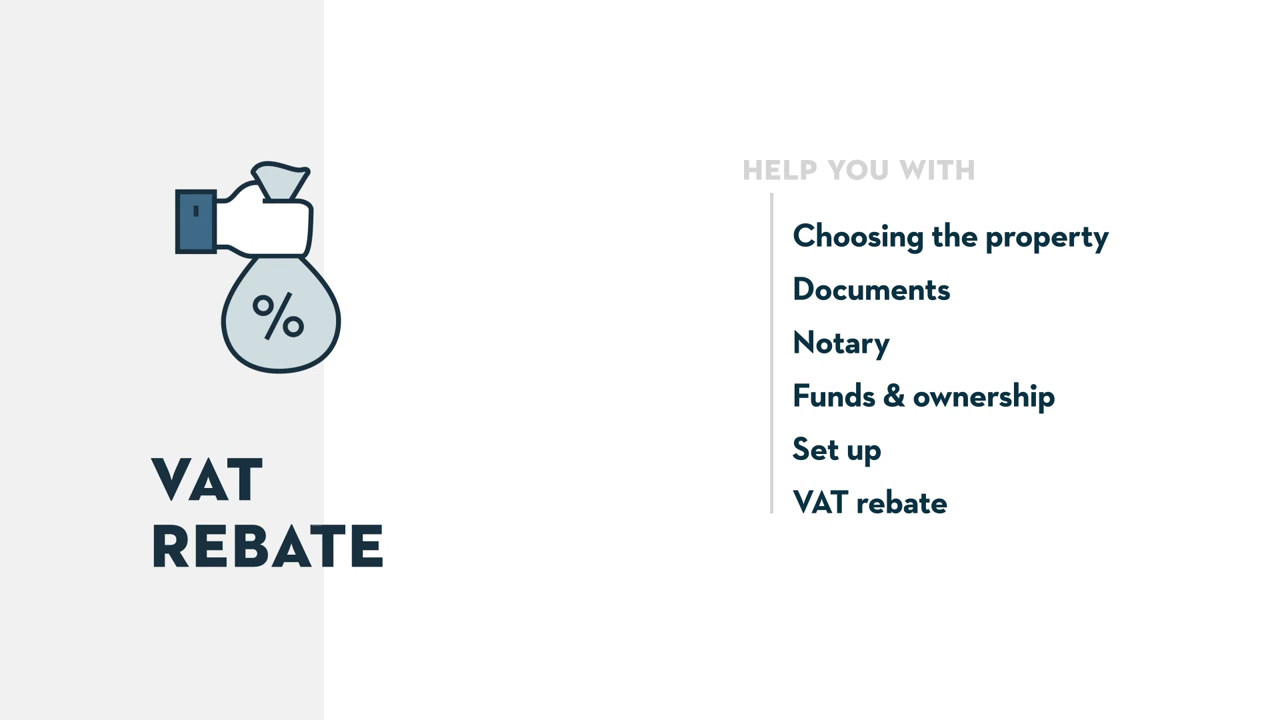 %
VAT
REBATE
HELP YOU WITH
Choosing the property
Documents
Notary
Funds & ownership
Set up
VAT rebate